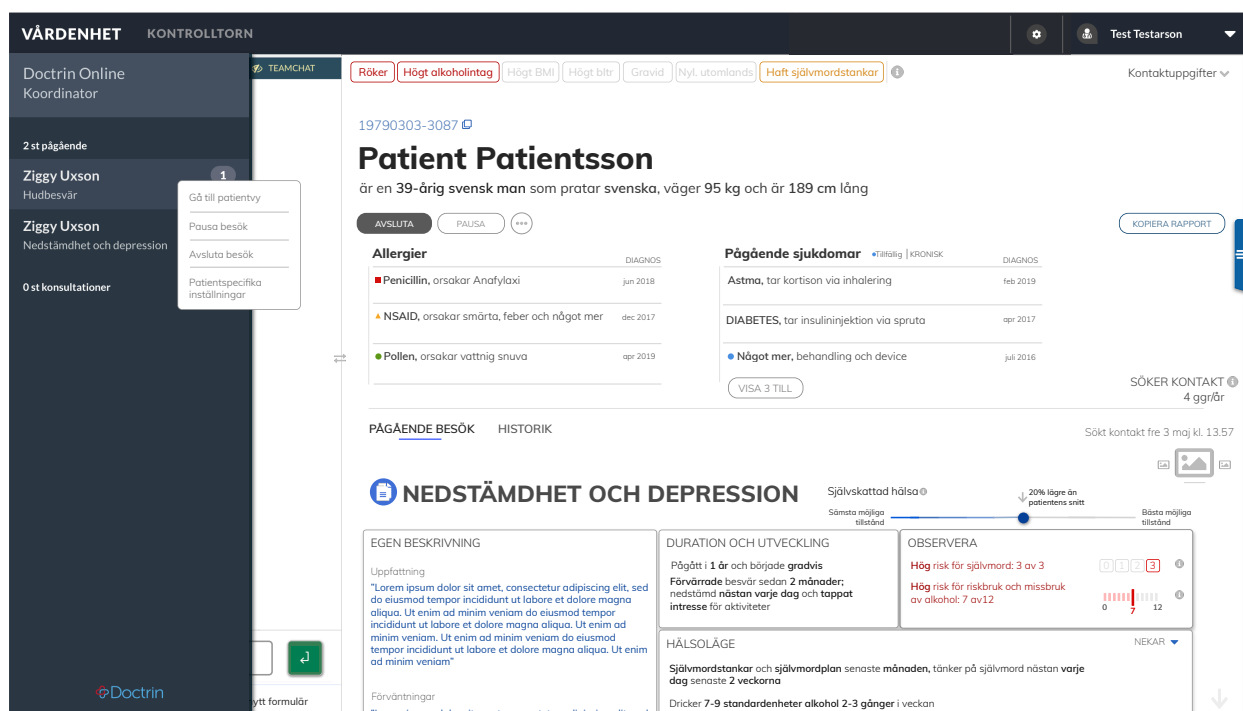 VÅRDENHET KONTROLLTORN
Test Testarson
Doctrin Online
Koordinator
2 st pågående
Ziggy Uxson 1
Hudbesvär
Ziggy Uxson
Nedstämdhet och depression
0 st konsultationer
Gå till patientvy
Pausa besök
Avsluta besök
Patientspecifika
inställningar
Doctrin
TEAMCHAT
ytt formulär
Röker Högt alkoholintag Högt BMI Högt bltr Gravid Nyl. utomlands Haft självmordstankar
Kontaktuppgifter
19790303-3087
Patient Patientsson
är en 39-årig svensk man som pratar svenska, väger 95 kg och är 189 cm lång
AVSLUTA PAUSA
KOPIERA RAPPORT
Allergier DIAGNOS
Penicillin, orsakar Anafylaxi jun 2018
NSAID, orsakar smärta, feber och något mer dec 2017
Pollen, orsakar vattnig snuva apr 2019
Pågående sjukdomar Tillfällig | KRONISK DIAGNOS
Astma, tar kortison via inhalering feb 2019
DIABETES, tar insulininjektion via spruta apr 2017
Något mer, behandling och device juli 2016
VISA 3 TILL
SÖKER KONTAKT
4 ggr/år
PÅGÅENDE BESÖK HISTORIK
Sökt kontakt fre 3 maj kl. 13.57
NEDSTÄMDHET OCH DEPRESSION
Självskattad hälsa
20% lägre än
patientens snitt
Sämsta möjliga
tillstånd
Bästa möjliga
tillstånd
EGEN BESKRIVNING
Uppfattning
"Lorem ipsum dolor sit amet, consectetur adipiscing elit, sed
do eiusmod tempor incididunt ut labore et dolore magna
aliqua. Ut enim ad minim veniam do eiusmod tempor
incididunt ut labore et dolore magna aliqua. Ut enim ad
minim veniam. Ut enim ad minim veniam do eiusmod
tempor incididunt ut labore et dolore magna aliqua. Ut enim
ad minim veniam"
Förväntningar
DURATION OCH UTVECKLING
Pågått i 1 år och började gradvis
Förvärrade besvär sedan 2 månader;
nedstämd nästan varje dag och tappat
intresse för aktiviteter
OBSERVERA
Hög risk för självmord: 3 av 3
0 1 2 3
Hög risk för riskbruk och missbruk
av alkohol: 7 av12
0 7 12
HÄLSOLÄGE NEKAR
Självmordstankar och självmordplan senaste månaden, tänker på självmord nästan varje
dag senaste 2 veckorna
Dricker 7-9 standardenheter alkohol 2-3 gånger i veckan